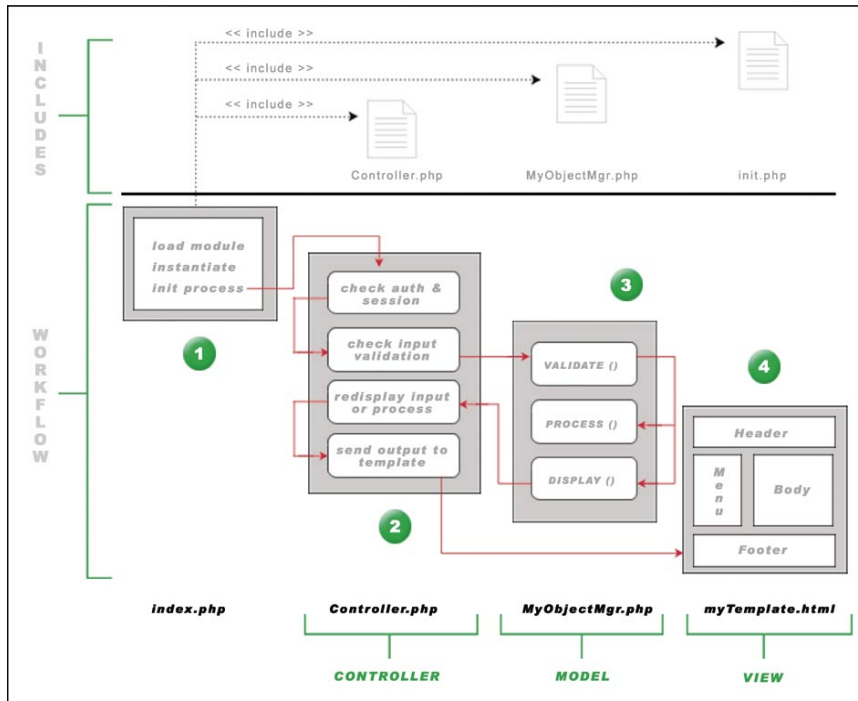 INCLUDES
<< include >>
<< include >>
<< include >>
Controller.php
MyObjectMgr.php
init.php
WORKFLOW
load module
instantiate
init process
1
check auth &
session
check input
validation
redisplay input
or process
send output to
template
2
3
VALIDATE ()
PROCESS ()
DISPLAY ()
4
Header
Menu
Body
Footer
index.php
Controller.php
MyObjectMgr.php
myTemplate.html
CONTROLLER
MODEL
VIEW